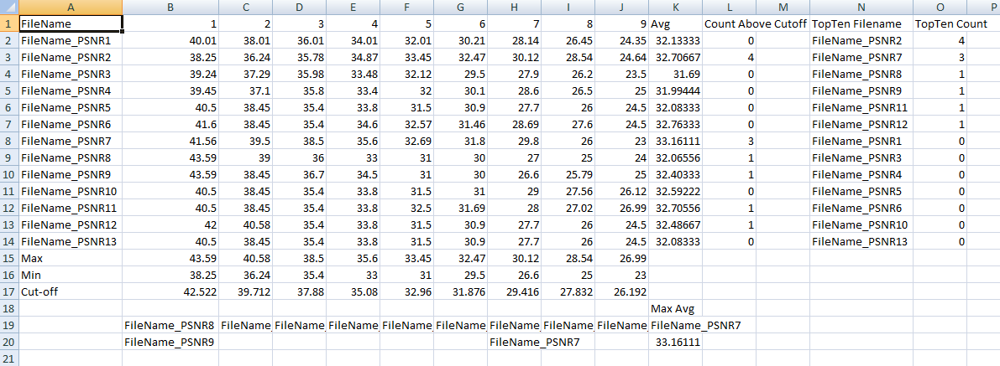 A B C D E F G H I J K L M N O P
1 FileName 1 2 3 4 5 6 7 8 9 Avg Count Above Cutoff TopTen Filename TopTen Count
2 FileName_PSNR1 40.01 38.01 36.01 34.01 32.01 30.21 28.14 26.45 24.35 32.13333 0 FileName_PSNR2 4
3 FileName_PSNR2 38.25 36.24 35.78 34.87 33.45 32.47 30.12 28.54 24.64 32.70667 4 FileName_PSNR7 3
4 FileName_PSNR3 39.24 37.29 35.98 33.48 32.12 29.5 27.9 26.2 23.5 31.69 0 FileName_PSNR8 1
5 FileName_PSNR4 39.45 37.1 35.8 33.4 32 30.1 28.6 26.5 25 31.99444 0 FileName_PSNR9 1
6 FileName_PSNR5 40.5 38.45 35.4 33.8 31.5 30.9 27.7 26 24.5 32.08333 0 FileName_PSNR11 1
7 FileName_PSNR6 41.6 38.45 35.4 34.6 32.57 31.46 28.69 27.6 24.5 32.76333 0 FileName_PSNR12 1
8 FileName_PSNR7 41.56 39.5 38.5 35.6 32.69 31.8 29.8 26 23 33.16111 3 FileName_PSNR1 0
9 FileName_PSNR8 43.59 39 36 33 31 30 27 25 24 32.06556 1 FileName_PSNR3 0
10 FileName_PSNR9 43.59 38.45 36.7 34.5 31 30 26.6 25.79 25 32.40333 1 FileName_PSNR4 0
11 FileName_PSNR10 40.5 38.45 35.4 33.8 31.5 31 29 27.56 26.12 32.59222 0 FileName_PSNR5 0
12 FileName_PSNR11 40.5 38.45 35.4 33.8 32.5 31.69 28 27.02 26.99 32.70556 1 FileName_PSNR6 0
13 FileName_PSNR12 42 40.58 35.4 33.8 31.5 30.9 27.7 26 24.5 32.48667 1 FileName_PSNR10 0
14 FileName_PSNR13 40.5 38.45 35.4 33.8 31.5 30.9 27.7 26 24.5 32.08333 0 FileName_PSNR13 0
15 Max 43.59 40.58 38.5 35.6 33.45 32.47 30.12 28.54 26.99
16 Min 38.25 36.24 35.4 33 31 29.5 26.6 25 23
17 Cut-off 42.522 39.712 37.88 35.08 32.96 31.876 29.416 27.832 26.192
18 Max Avg
19 FileName_PSNR8 FileName_ FileName_ FileName_ FileName_ FileName_ FileName_ FileName_ FileName_ FileName_PSNR7
20 FileName_PSNR9 FileName_PSNR7 33.16111
21